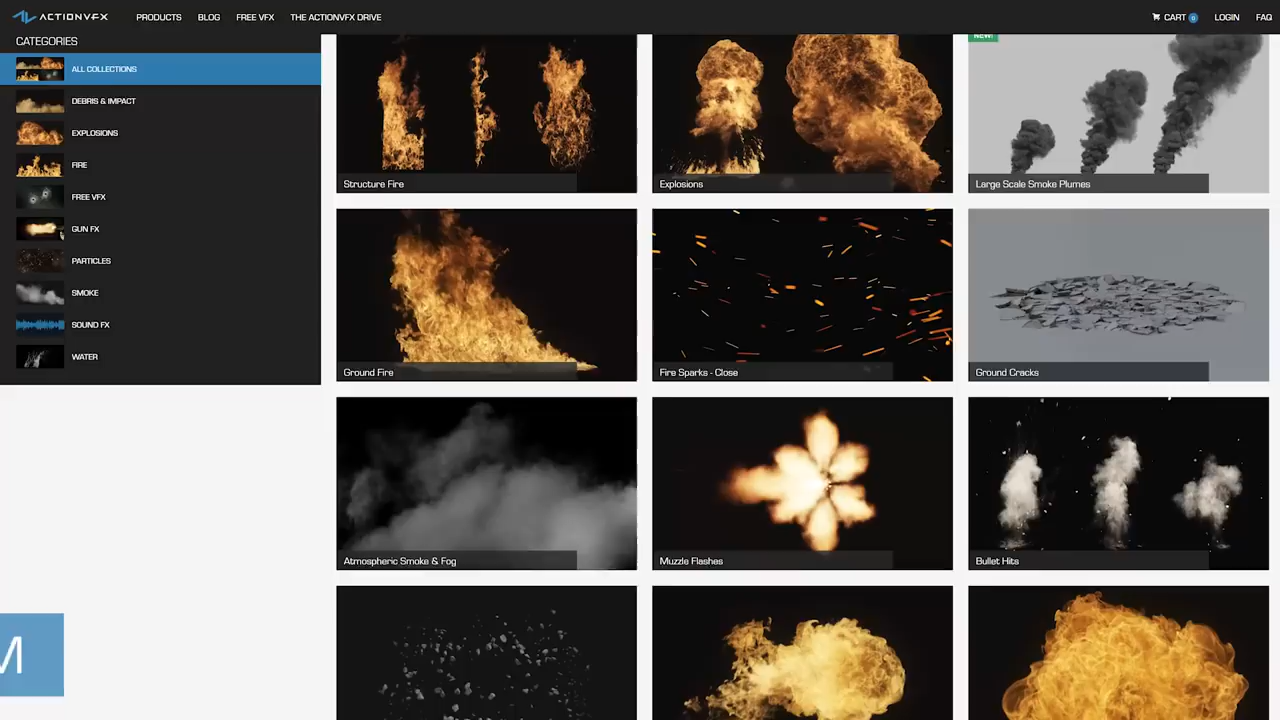 ACTIONVFX
PRODUCTS
BLOG
FREE VFX
THE ACTIONVFX DRIVE
CART 0
LOGIN
FAQ
CATEGORIES
ALL COLLECTIONS
DEBRIS & IMPACT
EXPLOSIONS
FIRE
FREE VFX
GUN FX
PARTICLES
SMOKE
SOUND FX
WATER
NEW!
Structure Fire
Explosions
Large Scale Smoke Plumes
Ground Fire
Fire Sparks - Close
Ground Cracks
Atmospheric Smoke & Fog
Muzzle Flashes
Bullet Hits
M